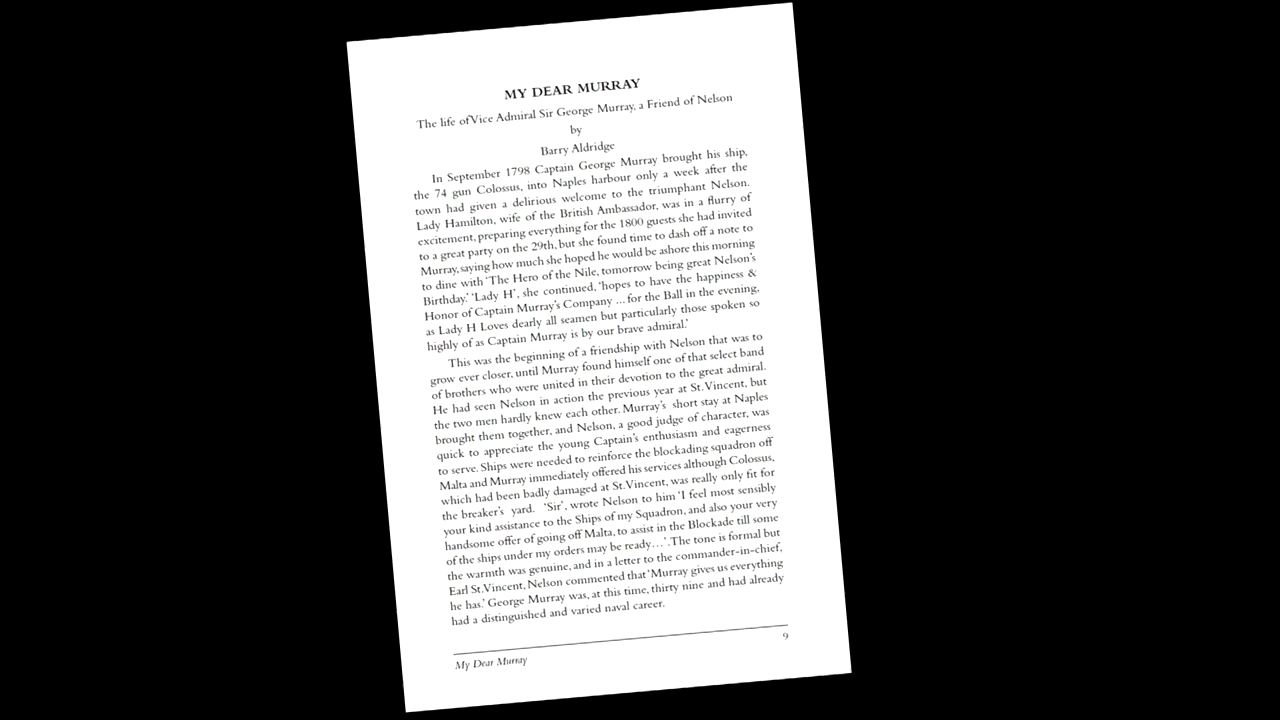 MY DEAR MURRAY
The life of Vice Admiral Sir George Murray, a Friend of Nelson
by
Barry Aldridge
In September 1798 Captain George Murray brought his ship,
the 74 gun Colossus, into Naples harbour only a week after the
town had given a delirious welcome to the triumphant Nelson.
Lady Hamilton, wife of the British Ambassador, was in a flurry of
excitement, preparing everything for the 1800 guests she had invited
to a great party on the 29th, but she found time to dash off a note to
Murray, saying how much she hoped he would be ashore this morning
to dine with ‘The Hero of the Nile, tomorrow being great Nelson’s
Birthday.’ ‘Lady H’, she continued, ‘hopes to have the happiness &
Honor of Captain Murray’s Company ... for the Ball in the evening,
as Lady H Loves dearly all seamen but particularly those spoken so
highly of as Captain Murray is by our brave admiral.’
This was the beginning of a friendship with Nelson that was to
grow ever closer, until Murray found himself one of that select band
of brothers who were united in their devotion to the great admiral.
He had seen Nelson in action the previous year at St.Vincent, but
the two men hardly knew each other. Murray’s short stay at Naples
brought them together, and Nelson, a good judge of character, was
quick to appreciate the young Captain’s enthusiasm and eagerness
to serve. Ships were needed to reinforce the blockading squadron off
Malta and Murray immediately offered his services although Colossus,
which had been badly damaged at St.Vincent, was really only fit for
the breaker’s yard. ‘Sir’, wrote Nelson to him ‘I feel most sensibly
your kind assistance to the Ships of my Squadron, and also your very
handsome offer of going off Malta, to assist in the Blockade till some
of the ships under my orders may be ready…’. The tone is formal but
the warmth was genuine, and in a letter to the commander-in-chief,
Earl St.Vincent, Nelson commented that ‘Murray gives us everything
he has.’ George Murray was, at this time, thirty nine and had already
had a distinguished and varied naval career.
9
My Dear Murray